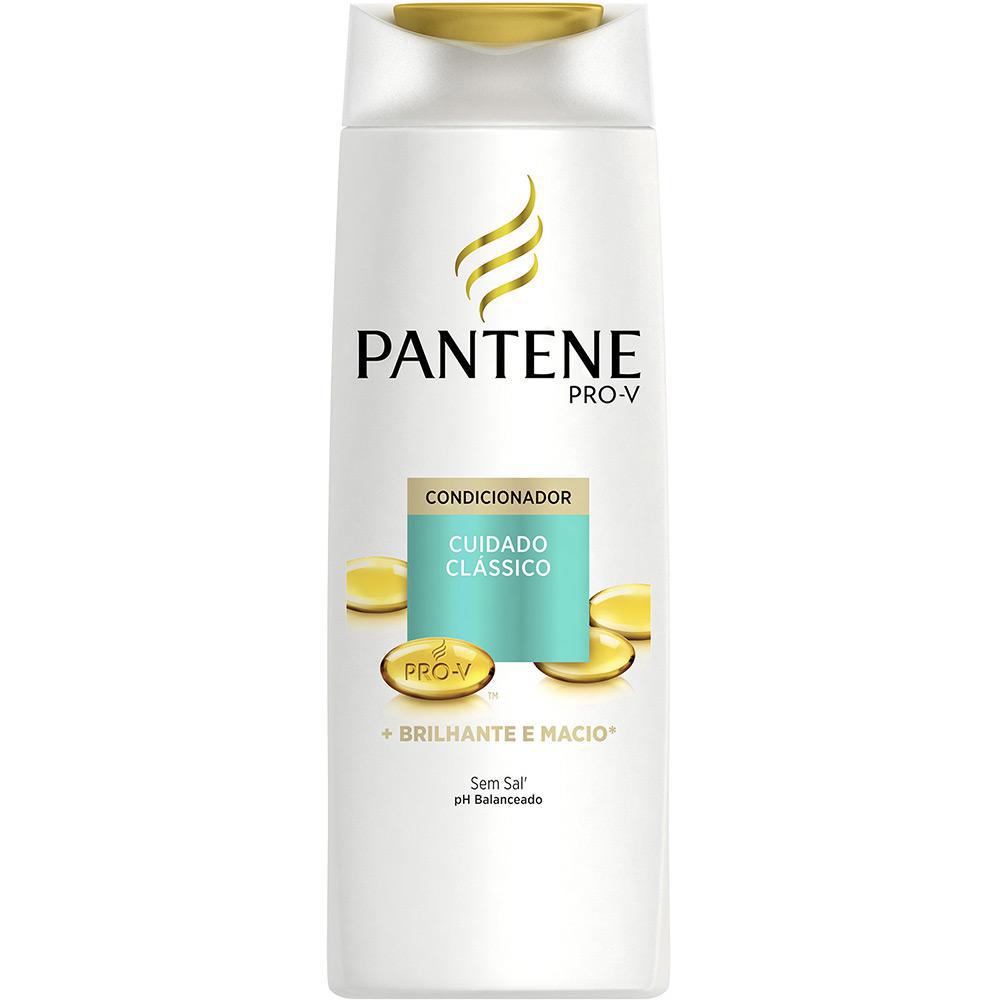 PANTENE
PRO-V
CONDICIONADOR
CUIDADO
CLÁSSICO
PRO-V
TM
+ BRILHANTE E MACIO*
Sem Sal'
pH Balanceado